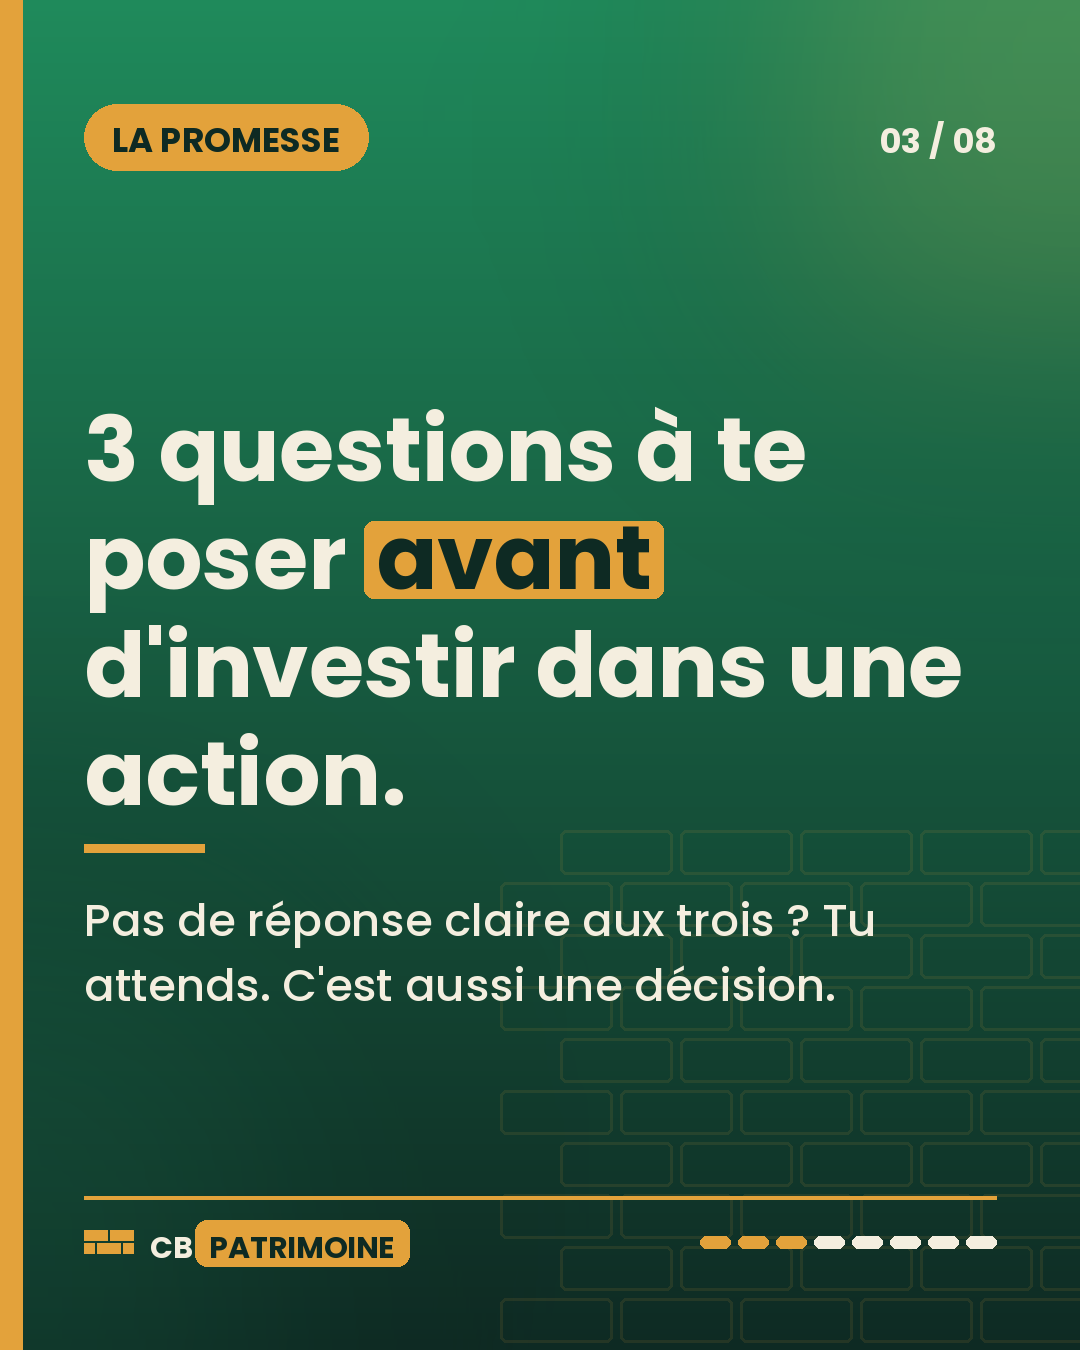 LA PROMESSE
03 / 08
3 questions à te
poser avant
d'investir dans une
action.
Pas de réponse claire aux trois ? Tu
attends. C'est aussi une décision.
CB PATRIMOINE